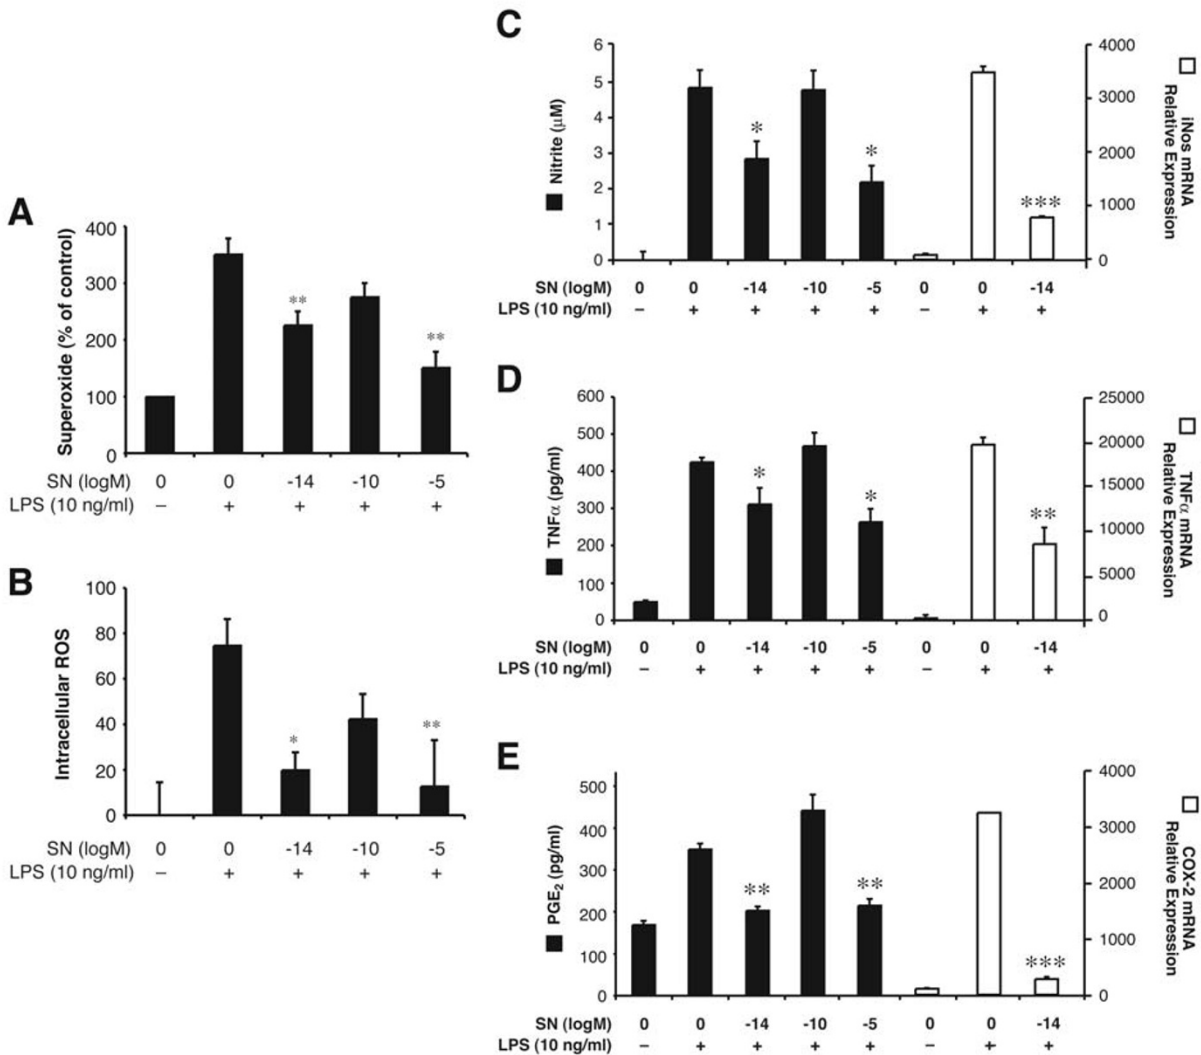 A
Superoxide (% of control)
400
300
200
100
0
SN (logM) 0 0 -14 -10 -5
LPS (10 ng/ml) – + + + +
** **
B
Intracellular ROS
100
80
60
40
20
0
* **
SN (logM) 0 0 -14 -10 -5
LPS (10 ng/ml) – + + + +
C
Nitrite (μM)
6
5
4
3
2
1
0
* * ***
4000
3000
2000
1000
0
iNos mRNA
Relative Expression
SN (logM) 0 0 -14 -10 -5 0 0 -14
LPS (10 ng/ml) – + + + + – + +
D
TNFα (pg/ml)
600
500
400
300
200
100
0
* * **
25000
20000
15000
10000
5000
0
TNFα mRNA
Relative Expression
SN (logM) 0 0 -14 -10 -5 0 0 -14
LPS (10 ng/ml) – + + + + – + +
E
PGE₂ (pg/ml)
500
400
300
200
100
0
** ** ***
4000
3000
2000
1000
0
COX-2 mRNA
Relative Expression
SN (logM) 0 0 -14 -10 -5 0 0 -14
LPS (10 ng/ml) – + + + + – + +